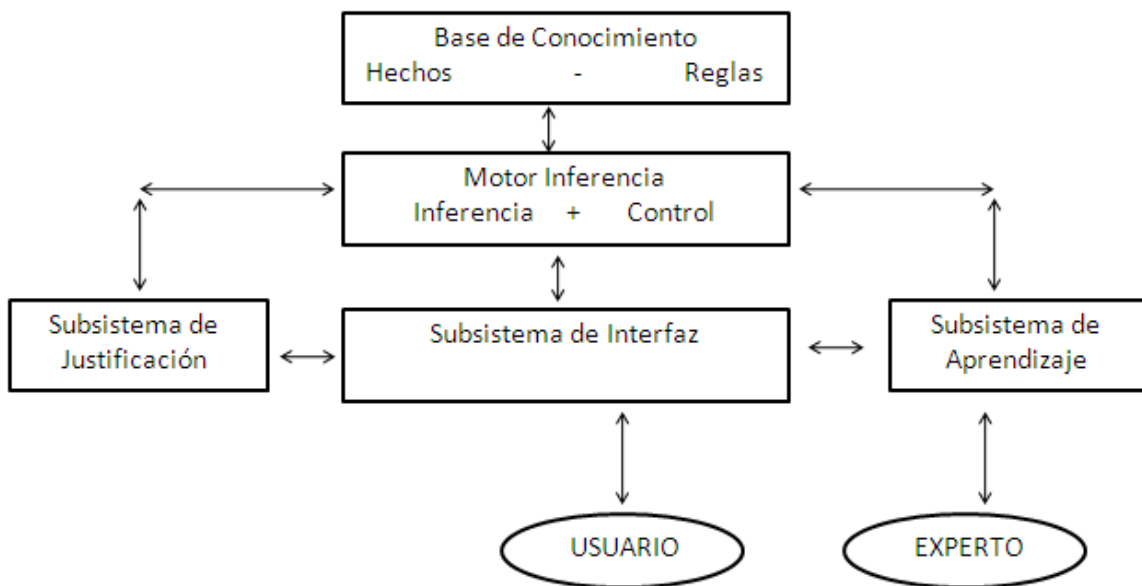 Base de Conocimiento
Hechos - Reglas
Motor Inferencia
Inferencia + Control
Subsistema de
Justificación
Subsistema de Interfaz
Subsistema de
Aprendizaje
USUARIO
EXPERTO